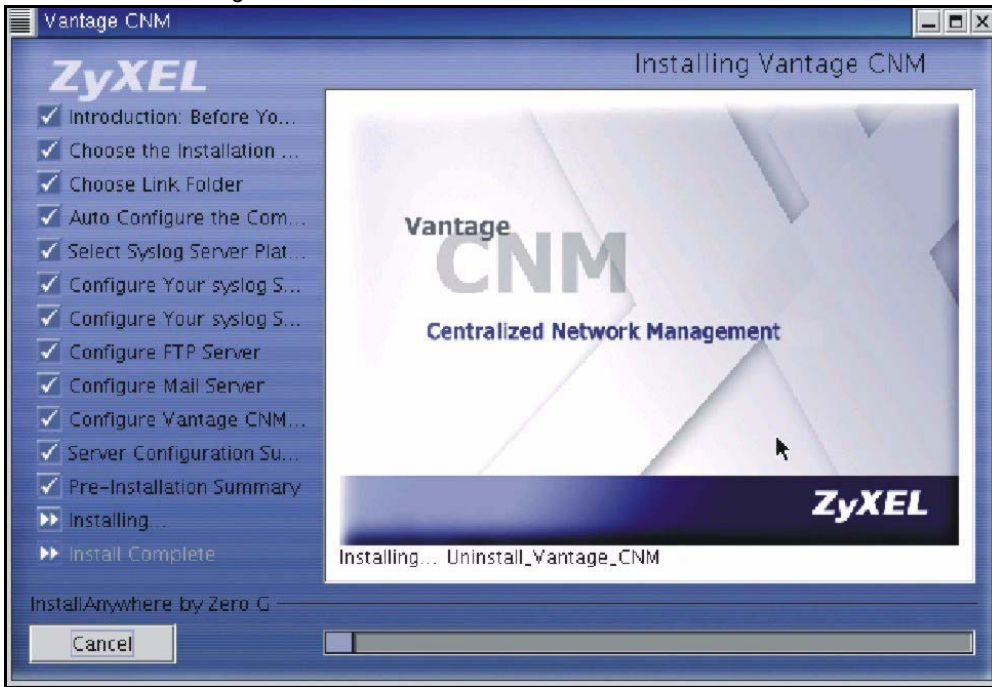 Vantage CNM
ZyXEL
Installing Vantage CNM
Introduction: Before Yo...
Choose the Installation ...
Choose Link Folder
Auto Configure the Com...
Select Syslog Server Plat...
Configure Your syslog S...
Configure Your syslog S...
Configure FTP Server
Configure Mail Server
Configure Vantage CNM...
Server Configuration Su...
Pre-Installation Summary
Installing...
Install Complete
Vantage
CNM
Centralized Network Management
ZyXEL
Installing... Uninstall_Vantage_CNM
InstallAnywhere by Zero G
Cancel